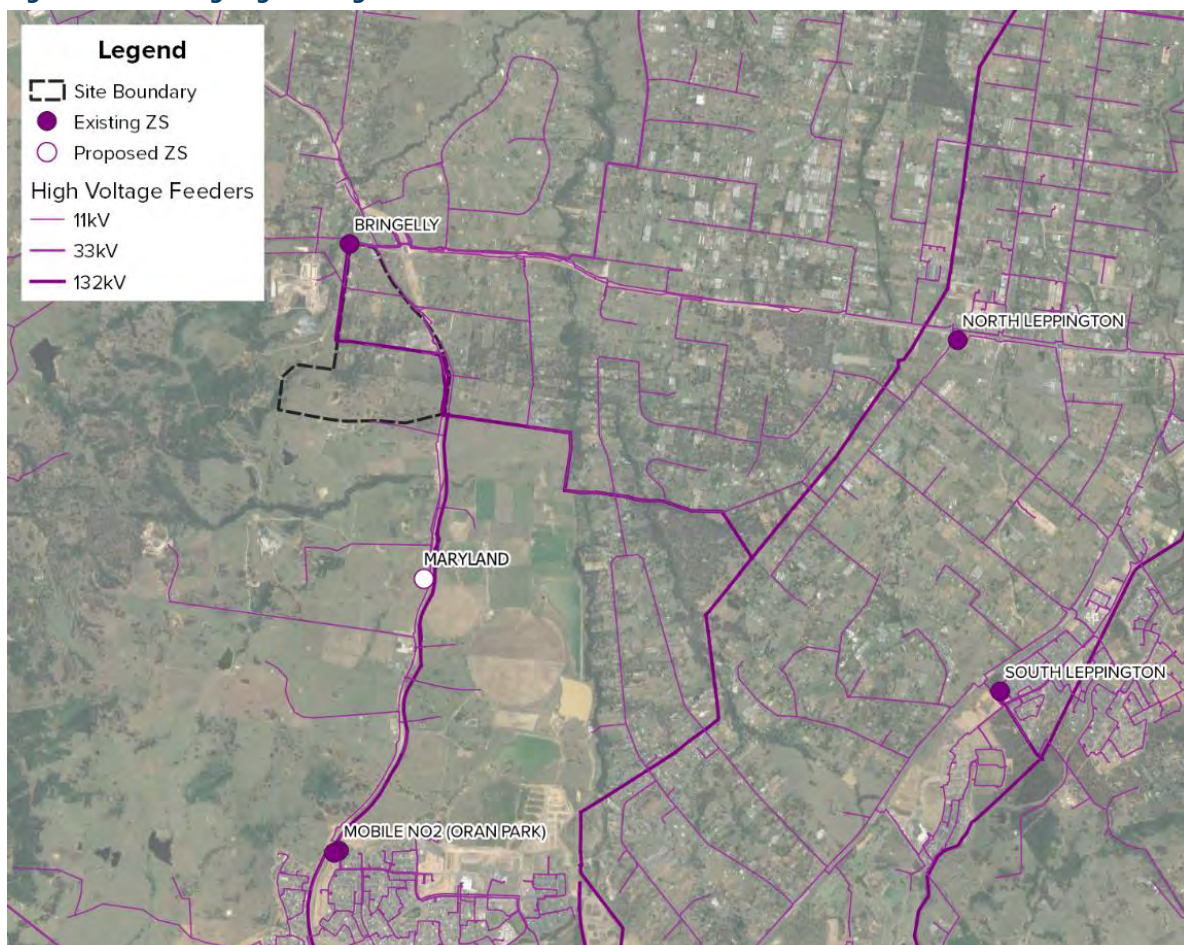 Legend
Site Boundary
Existing ZS
Proposed ZS
High Voltage Feeders
11kV
33kV
132kV
BRINGELLY
NORTH LEPPINGTON
MARYLAND
SOUTH LEPPINGTON
MOBILE NO2 (ORAN PARK)